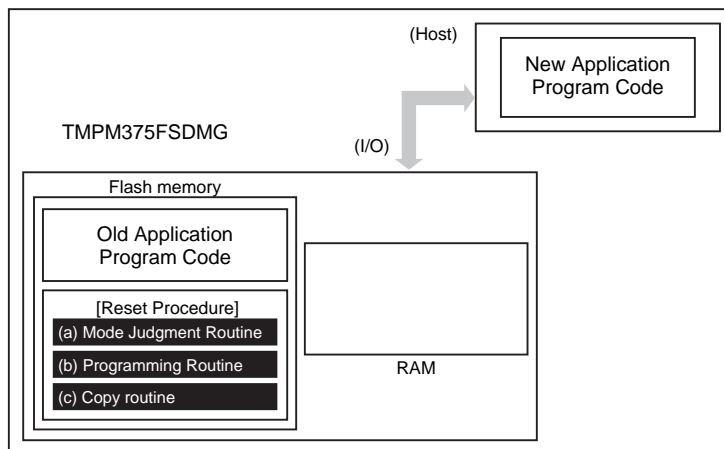 (Host)
New Application
Program Code
TMPM375FSDMG
(I/O)
Flash memory
Old Application
Program Code
[Reset Procedure]
(a) Mode Judgment Routine
(b) Programming Routine
(c) Copy routine
RAM